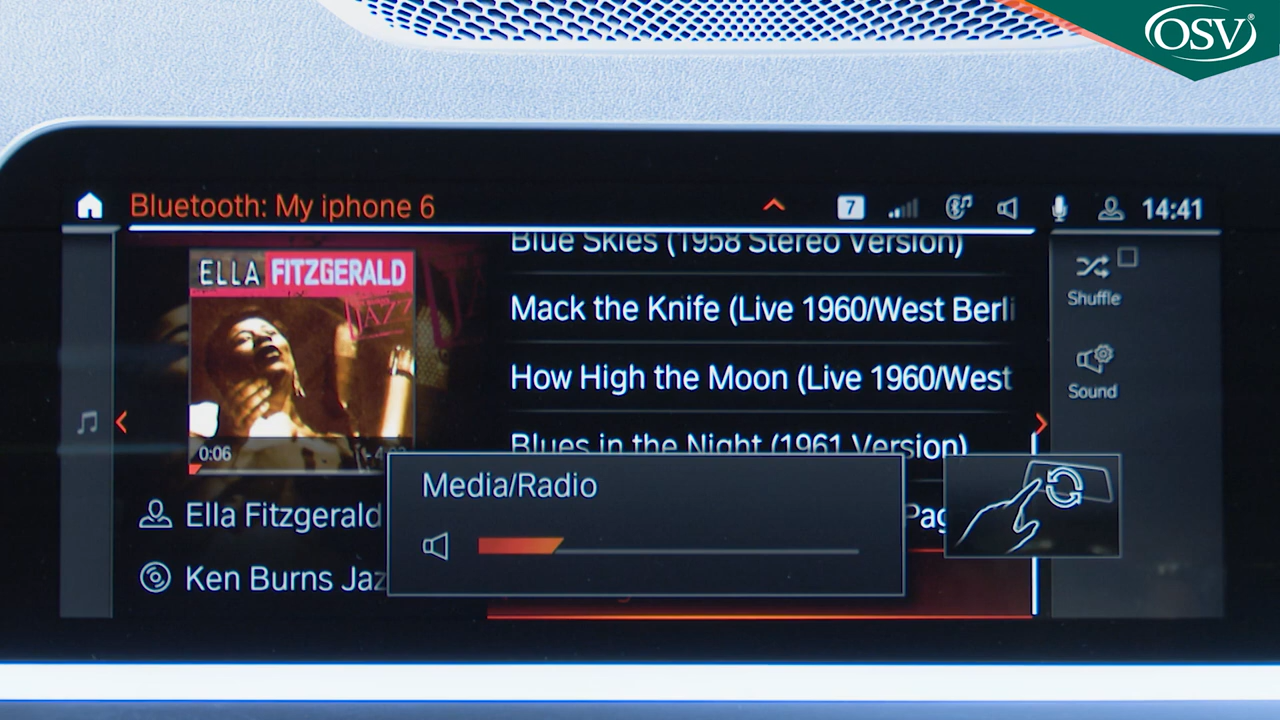 OSV®
Bluetooth: My iphone 6
7
14:41
Blue Skies (1958 Stereo Version)
ELLA FITZGERALD
JAZZ
Mack the Knife (Live 1960/West Berli
How High the Moon (Live 1960/West
Blues in the Night (1961 Version)
Shuffle
Sound
0:06
Media/Radio
Ella Fitzgerald
Pag
Ken Burns Jaz